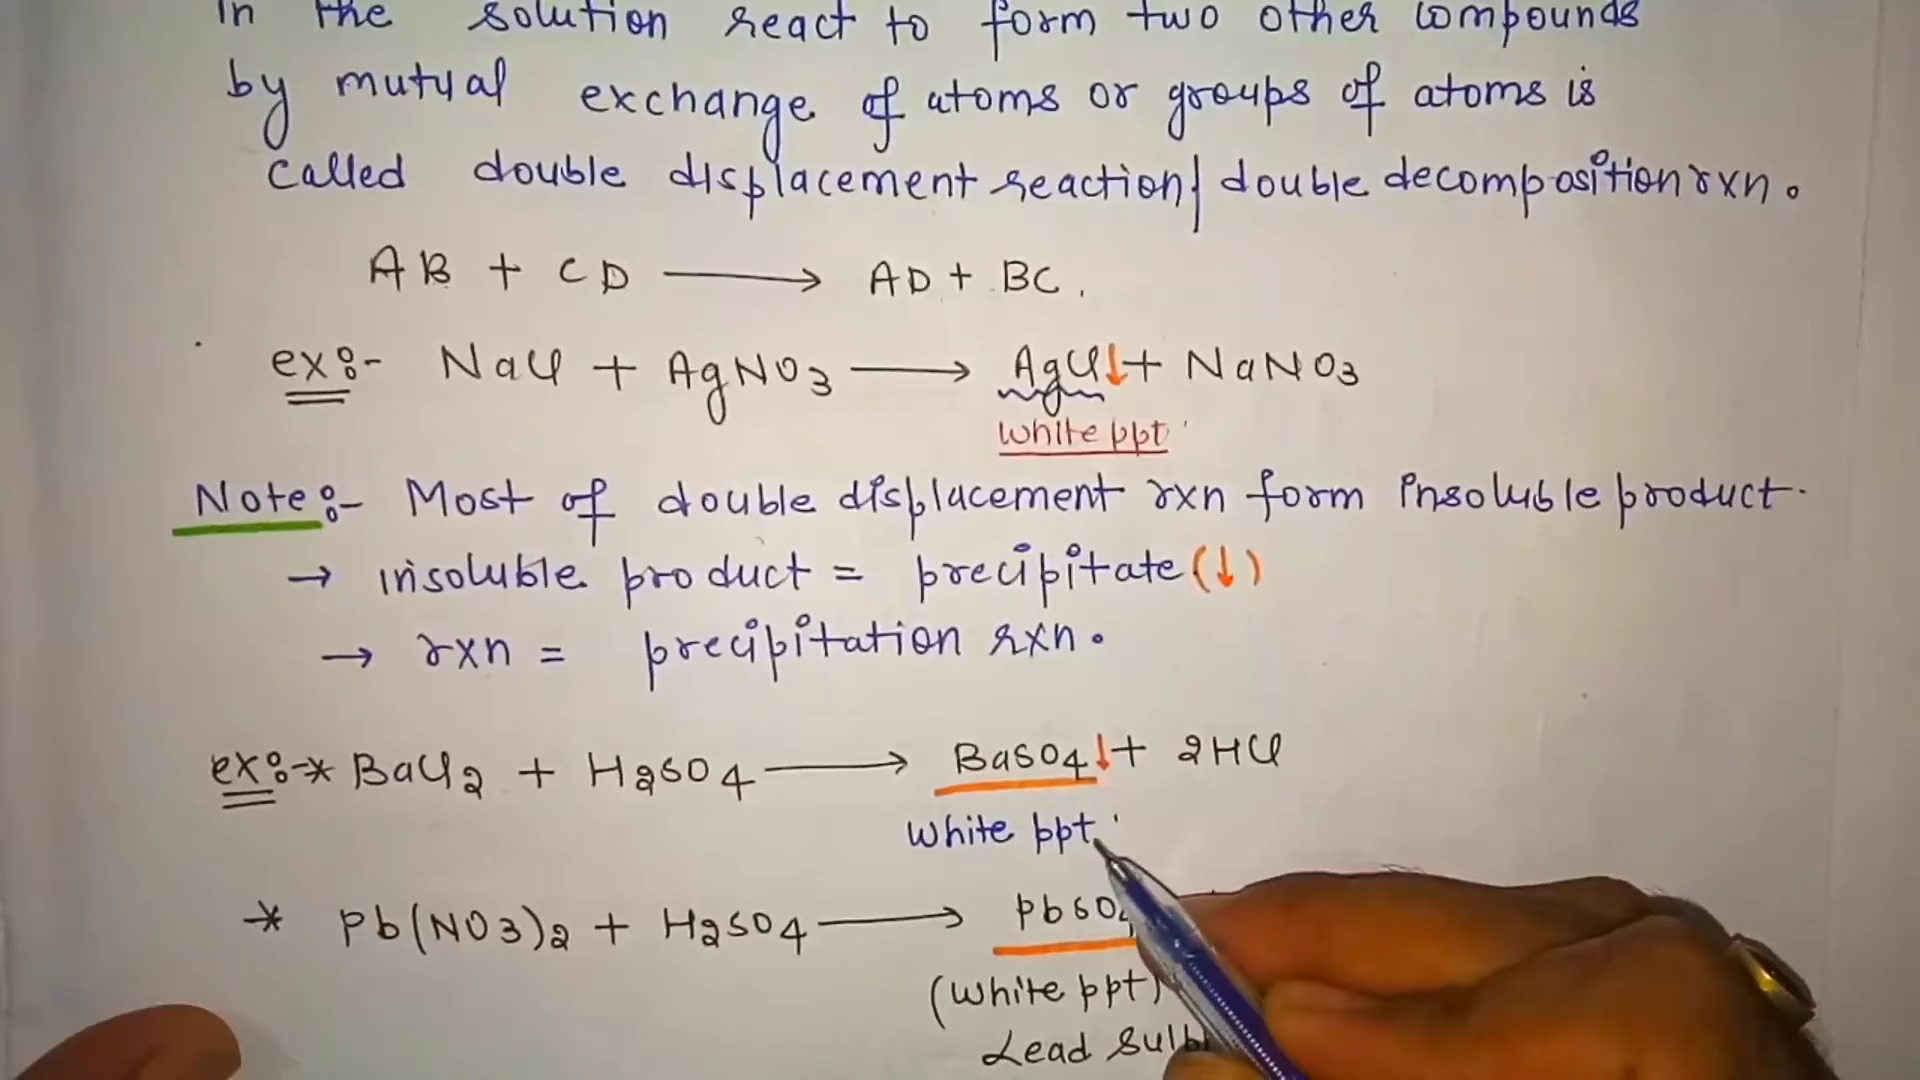 In the solution react to form two other compounds
by mutual exchange of atoms or groups of atoms is
called double displacement reaction/double decomposition rxn.
AB + CD ⟶ AD + BC.
ex:- NaCl + AgNO3 ⟶ AgCl↓ + NaNO3
white ppt
Note:- Most of double displacement rxn form insoluble product.
→ insoluble product = precipitate (↓)
→ rxn = precipitation rxn.
ex:-* BaCl2 + H2SO4 ⟶ BaSO4↓ + 2HCl
White ppt
* Pb(NO3)2 + H2SO4 ⟶ PbSO4
(White ppt)
Lead